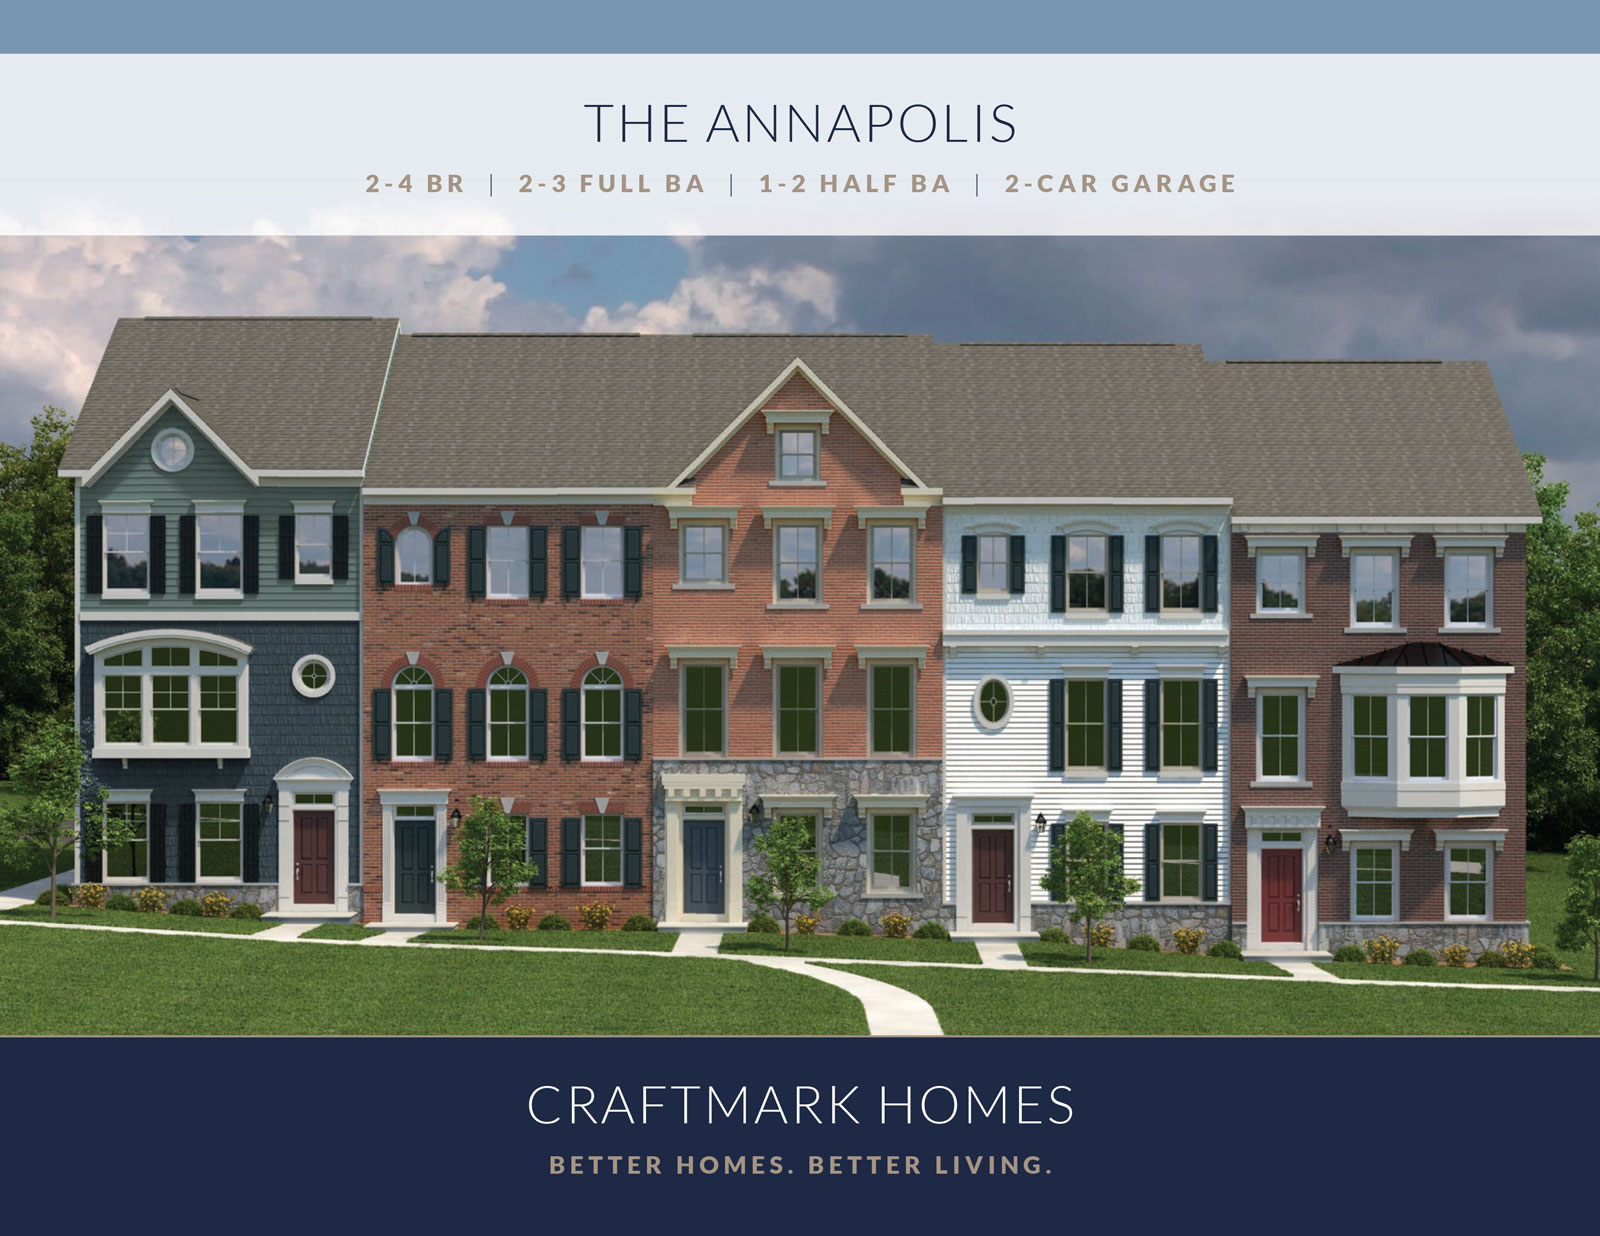 THE ANNAPOLIS
2-4 BR | 2-3 FULL BA | 1-2 HALF BA | 2-CAR GARAGE
CRAFTMARK HOMES
BETTER HOMES. BETTER LIVING.